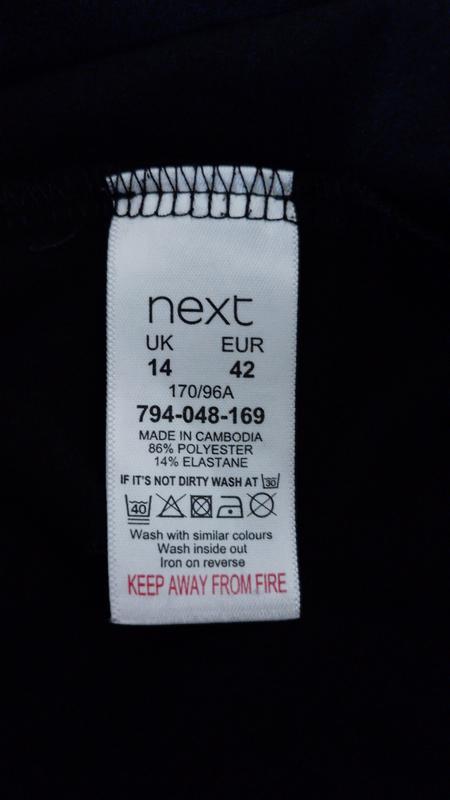 next
UK EUR
14 42
170/96A
794-048-169
MADE IN CAMBODIA
86% POLYESTER
14% ELASTANE
IF IT'S NOT DIRTY WASH AT 30
40
Wash with similar colours
Wash inside out
Iron on reverse
KEEP AWAY FROM FIRE